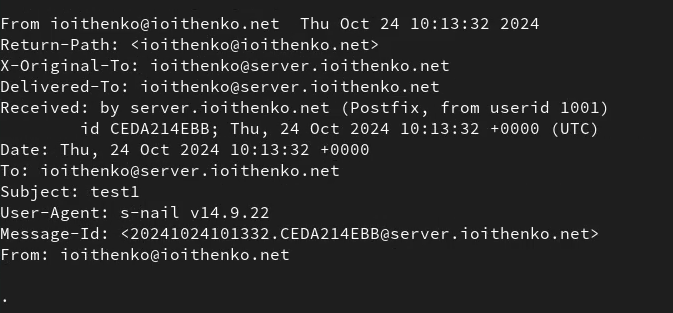 From ioithenko@ioithenko.net  Thu Oct 24 10:13:32 2024
Return-Path: <ioithenko@ioithenko.net>
X-Original-To: ioithenko@server.ioithenko.net
Delivered-To: ioithenko@server.ioithenko.net
Received: by server.ioithenko.net (Postfix, from userid 1001)
        id CEDA214EBB; Thu, 24 Oct 2024 10:13:32 +0000 (UTC)
Date: Thu, 24 Oct 2024 10:13:32 +0000
To: ioithenko@server.ioithenko.net
Subject: test1
User-Agent: s-nail v14.9.22
Message-Id: <20241024101332.CEDA214EBB@server.ioithenko.net>
From: ioithenko@ioithenko.net

.